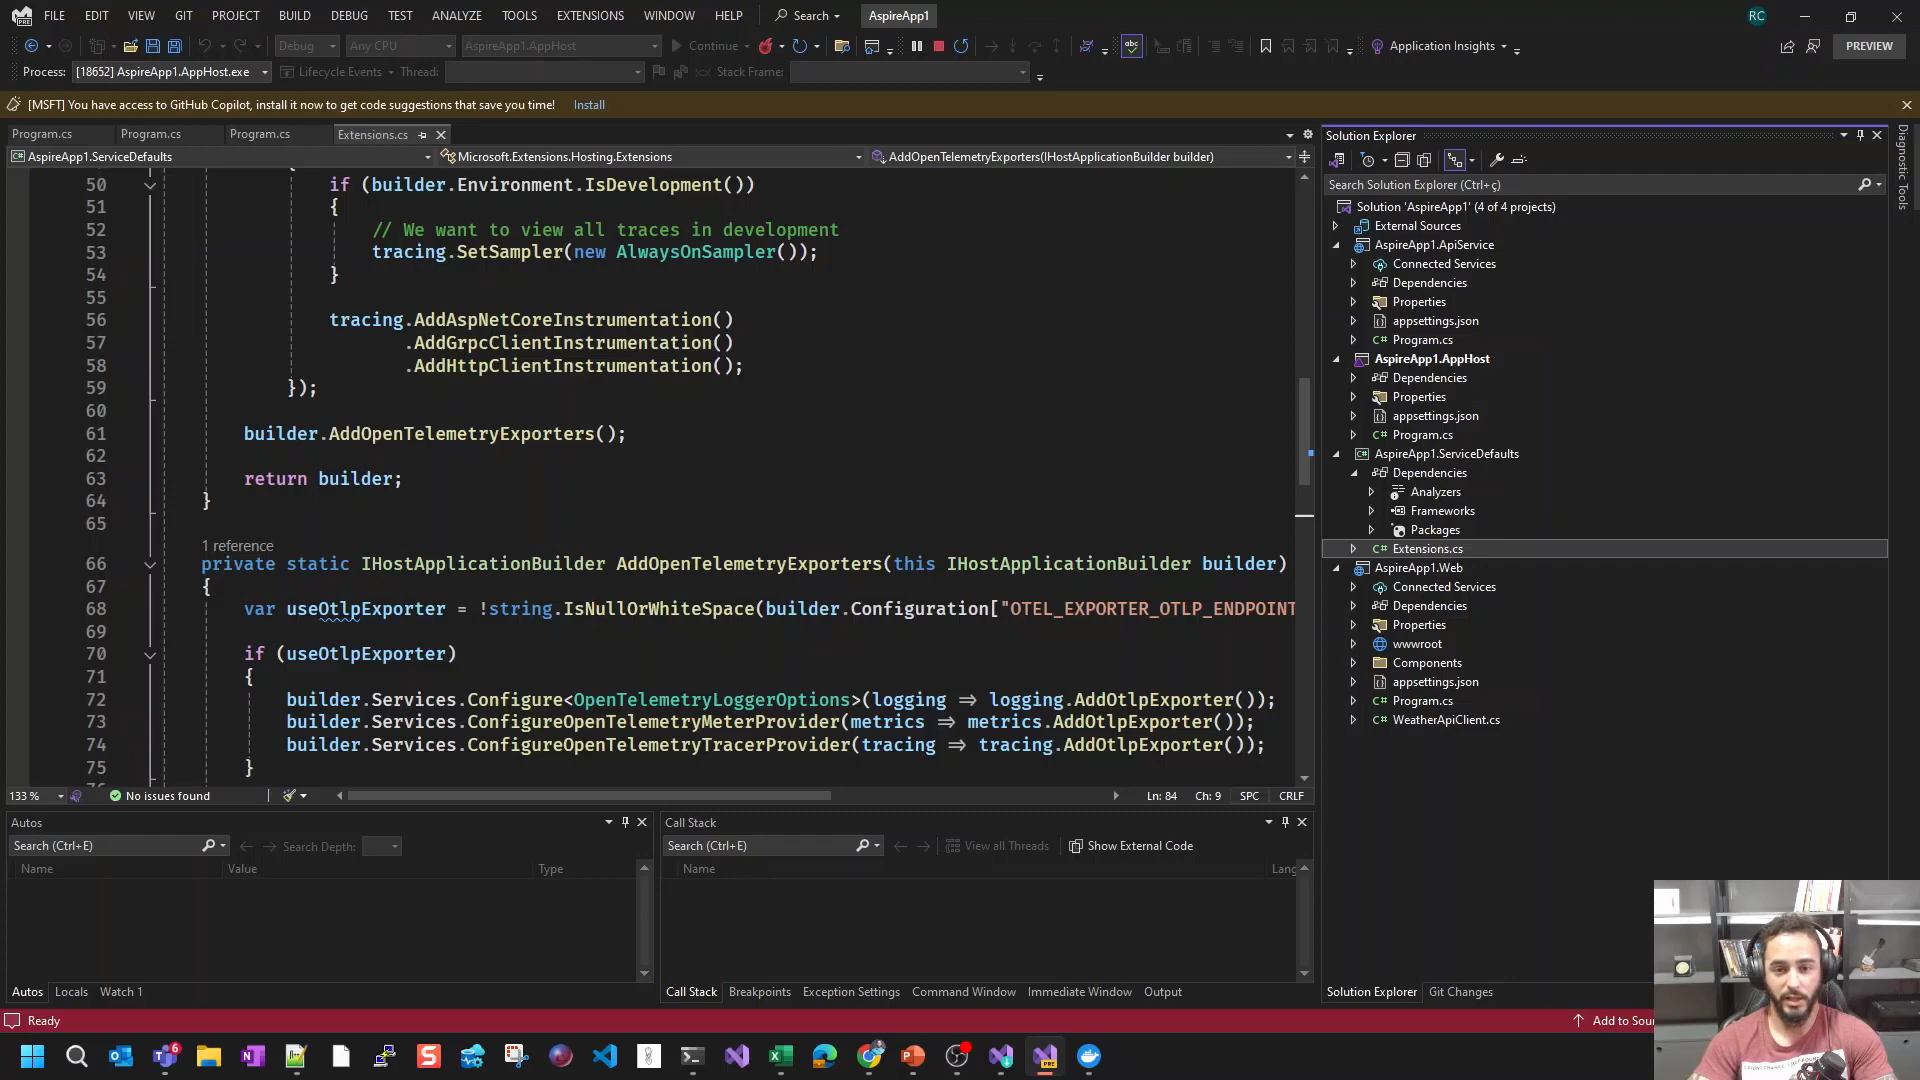 FILE EDIT VIEW GIT PROJECT BUILD DEBUG TEST ANALYZE TOOLS EXTENSIONS WINDOW HELP Search AspireApp1 RC
Debug Any CPU AspireApp1.AppHost Continue abc Application Insights PREVIEW
Process: [18652] AspireApp1.AppHost.exe Lifecycle Events Thread: Stack Frame:
[MSFT] You have access to GitHub Copilot, install it now to get code suggestions that save you time! Install
Program.cs Program.cs Program.cs Extensions.cs
AspireApp1.ServiceDefaults Microsoft.Extensions.Hosting.Extensions AddOpenTelemetryExporters(IHostApplicationBuilder builder)
50 if (builder.Environment.IsDevelopment())
51 {
52 // We want to view all traces in development
53 tracing.SetSampler(new AlwaysOnSampler());
54 }
55
56 tracing.AddAspNetCoreInstrumentation()
57 .AddGrpcClientInstrumentation()
58 .AddHttpClientInstrumentation();
59 });
60
61 builder.AddOpenTelemetryExporters();
62
63 return builder;
64 }
65
1 reference
66 private static IHostApplicationBuilder AddOpenTelemetryExporters(this IHostApplicationBuilder builder)
67 {
68 var useOtlpExporter = !string.IsNullOrWhiteSpace(builder.Configuration["OTEL_EXPORTER_OTLP_ENDPOINT
69
70 if (useOtlpExporter)
71 {
72 builder.Services.Configure<OpenTelemetryLoggerOptions>(logging => logging.AddOtlpExporter());
73 builder.Services.ConfigureOpenTelemetryMeterProvider(metrics => metrics.AddOtlpExporter());
74 builder.Services.ConfigureOpenTelemetryTracerProvider(tracing => tracing.AddOtlpExporter());
75 }
133 % No issues found Ln: 84 Ch: 9 SPC CRLF
Autos
Search (Ctrl+E) Search Depth:
Name Value Type
Autos Locals Watch 1
Call Stack
Search (Ctrl+E) View all Threads Show External Code
Name Lang
Call Stack Breakpoints Exception Settings Command Window Immediate Window Output
Solution Explorer
Search Solution Explorer (Ctrl+ç)
Solution 'AspireApp1' (4 of 4 projects)
External Sources
AspireApp1.ApiService
Connected Services
Dependencies
Properties
appsettings.json
C# Program.cs
AspireApp1.AppHost
Dependencies
Properties
appsettings.json
C# Program.cs
AspireApp1.ServiceDefaults
Dependencies
Analyzers
Frameworks
Packages
C# Extensions.cs
AspireApp1.Web
Connected Services
Dependencies
Properties
wwwroot
Components
appsettings.json
C# Program.cs
C# WeatherApiClient.cs
Solution Explorer Git Changes
Diagnostic Tools
Ready Add to Sour
6 PRE